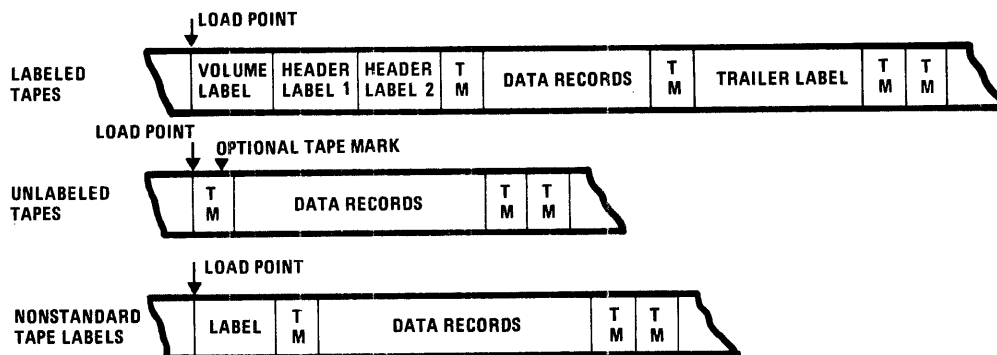 LOAD POINT
LABELED
TAPES
VOLUME
LABEL
HEADER
LABEL 1
HEADER
LABEL 2
T
M
DATA RECORDS
T
M
TRAILER LABEL
T
M
T
M
LOAD POINT
OPTIONAL TAPE MARK
UNLABELED
TAPES
T
M
DATA RECORDS
T
M
T
M
LOAD POINT
NONSTANDARD
TAPE LABELS
LABEL
T
M
DATA RECORDS
T
M
T
M